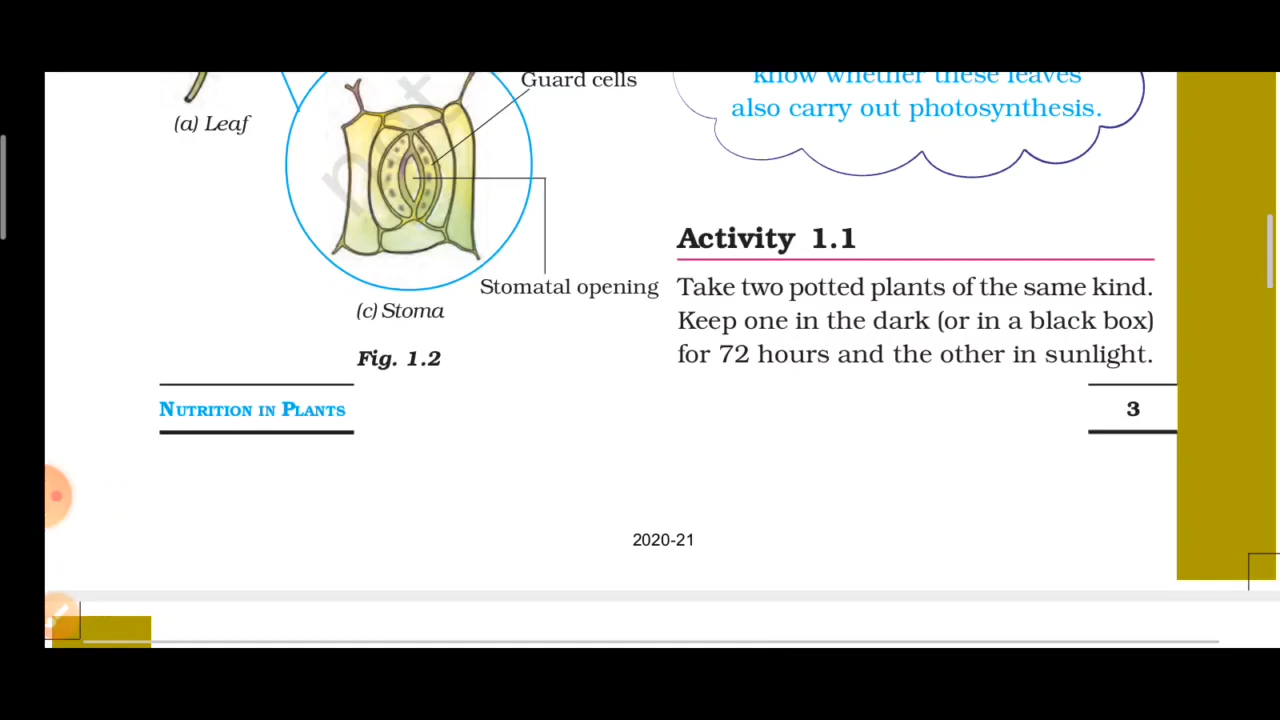 Guard cells
(a) Leaf
(c) Stoma
Stomatal opening
Fig. 1.2
know whether these leaves
also carry out photosynthesis.
Activity 1.1
Take two potted plants of the same kind.
Keep one in the dark (or in a black box)
for 72 hours and the other in sunlight.
NUTRITION IN PLANTS
3
2020-21